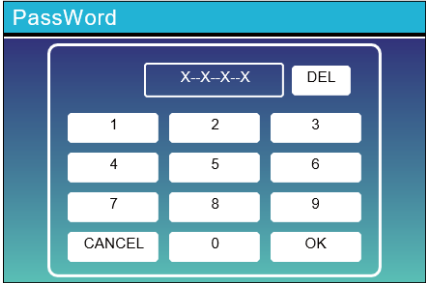 PassWord
X--X--X--X DEL
1 2 3
4 5 6
7 8 9
CANCEL 0 OK